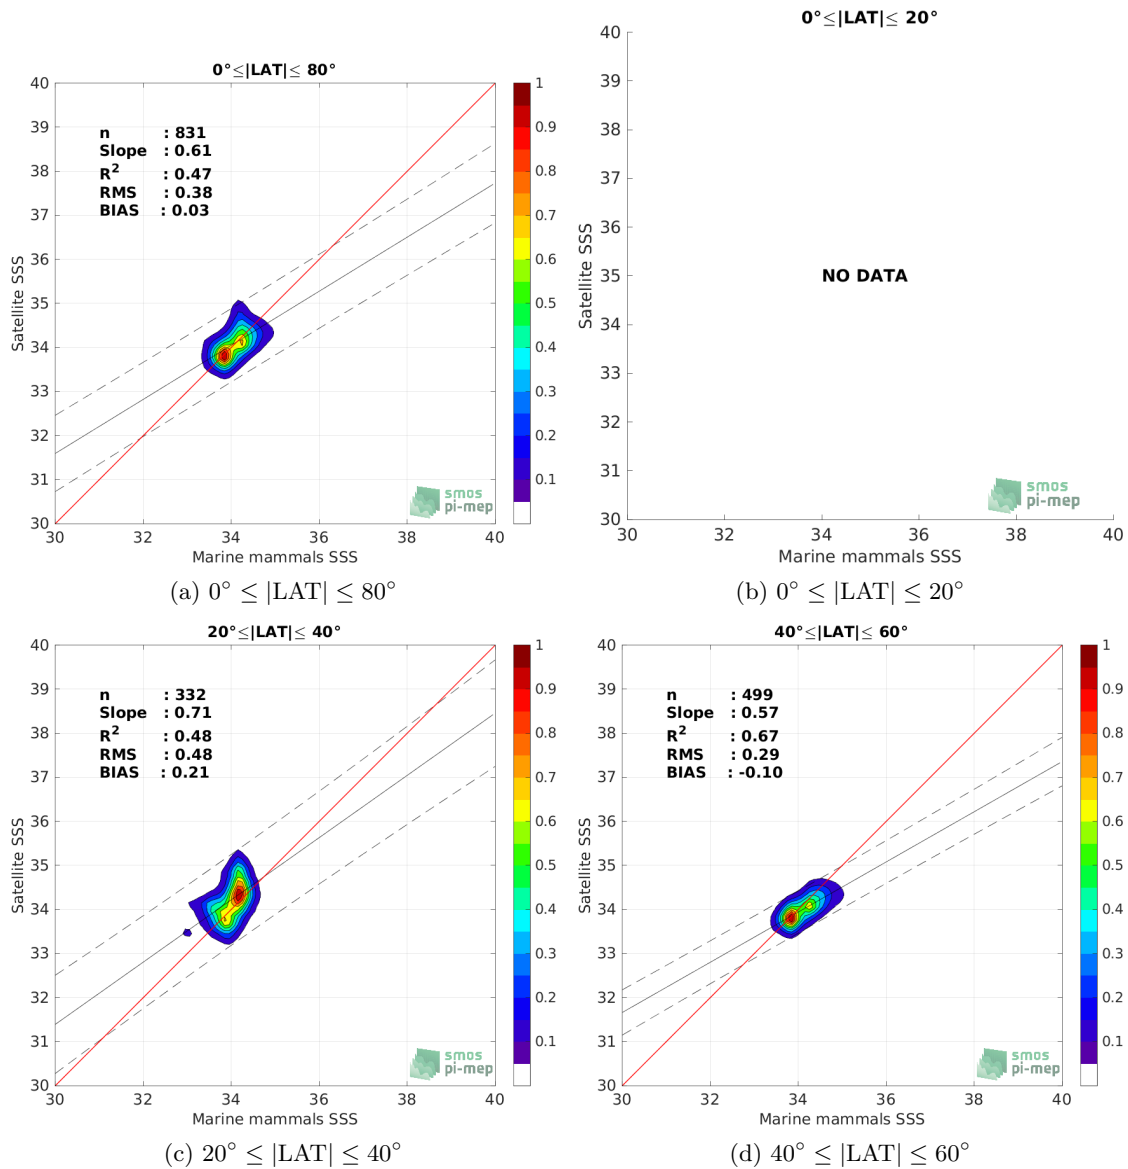 0°≤|LAT|≤ 80°
40
39
38
37
36
35
34
33
32
31
30
Satellite SSS
n : 831
Slope : 0.61
R² : 0.47
RMS : 0.38
BIAS : 0.03
smos
pi-mep
30 32 34 36 38 40
Marine mammals SSS
1
0.9
0.8
0.7
0.6
0.5
0.4
0.3
0.2
0.1
(a) 0° ≤ |LAT| ≤ 80°
0°≤|LAT|≤ 20°
40
39
38
37
36
35
34
33
32
31
30
Satellite SSS
NO DATA
smos
pi-mep
30 32 34 36 38 40
Marine mammals SSS
(b) 0° ≤ |LAT| ≤ 20°
20°≤|LAT|≤ 40°
40
39
38
37
36
35
34
33
32
31
30
Satellite SSS
n : 332
Slope : 0.71
R² : 0.48
RMS : 0.48
BIAS : 0.21
smos
pi-mep
30 32 34 36 38 40
Marine mammals SSS
1
0.9
0.8
0.7
0.6
0.5
0.4
0.3
0.2
0.1
(c) 20° ≤ |LAT| ≤ 40°
40°≤|LAT|≤ 60°
40
39
38
37
36
35
34
33
32
31
30
Satellite SSS
n : 499
Slope : 0.57
R² : 0.67
RMS : 0.29
BIAS : -0.10
smos
pi-mep
30 32 34 36 38 40
Marine mammals SSS
1
0.9
0.8
0.7
0.6
0.5
0.4
0.3
0.2
0.1
(d) 40° ≤ |LAT| ≤ 60°